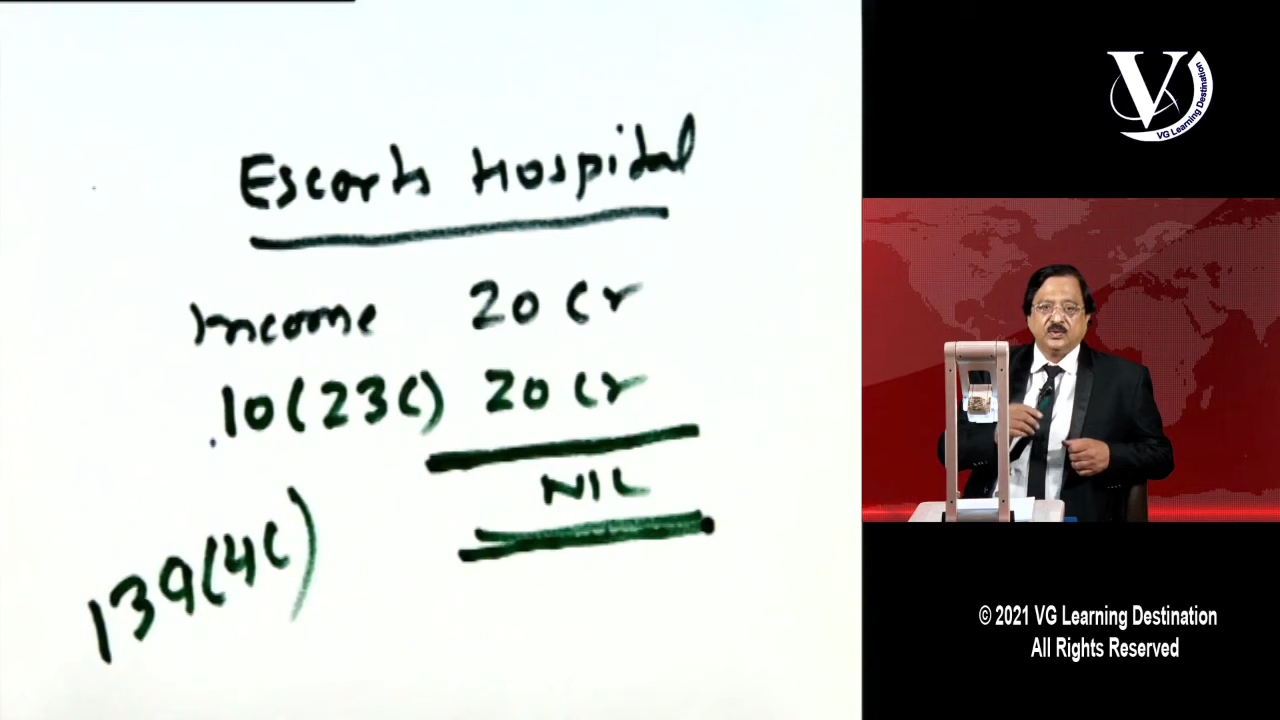 Escorts Hospital
Income 20 Cr
10(23C) 20 Cr
NIL
139(4C)
V
VG Learning Destination
© 2021 VG Learning Destination
All Rights Reserved